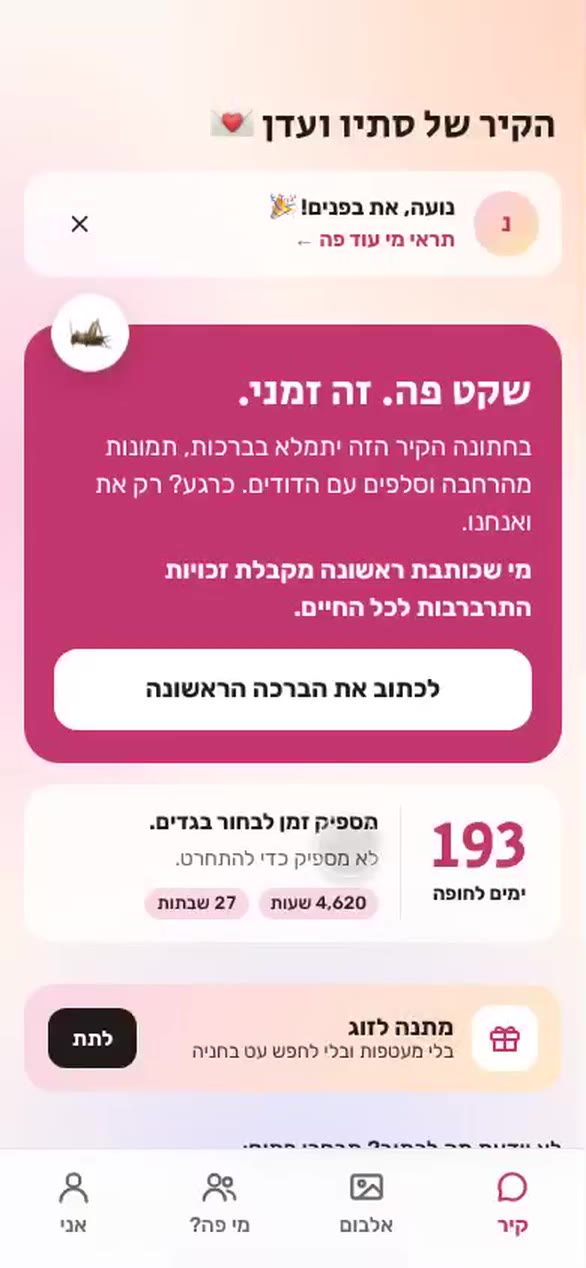 הקיר של סתיו ועדן 💌
נ
נועה, את בפנים! 🎉
תראי מי עוד פה ←
שקט פה. זה זמני.
בחתונה הקיר הזה יתמלא בברכות, תמונות
מהרחבה וסלפים עם הדודים. כרגע? רק את
ואנחנו.
מי שכותבת ראשונה מקבלת זכויות
התרברבות לכל החיים.
לכתוב את הברכה הראשונה
193
ימים לחופה
מספיק זמן לבחור בגדים.
לא מספיק כדי להתחרט.
4,620 שעות
27 שבתות
מתנה לזוג
בלי מעטפות ובלי לחפש עט בחניה
לתת
קיר
אלבום
מי פה?
אני